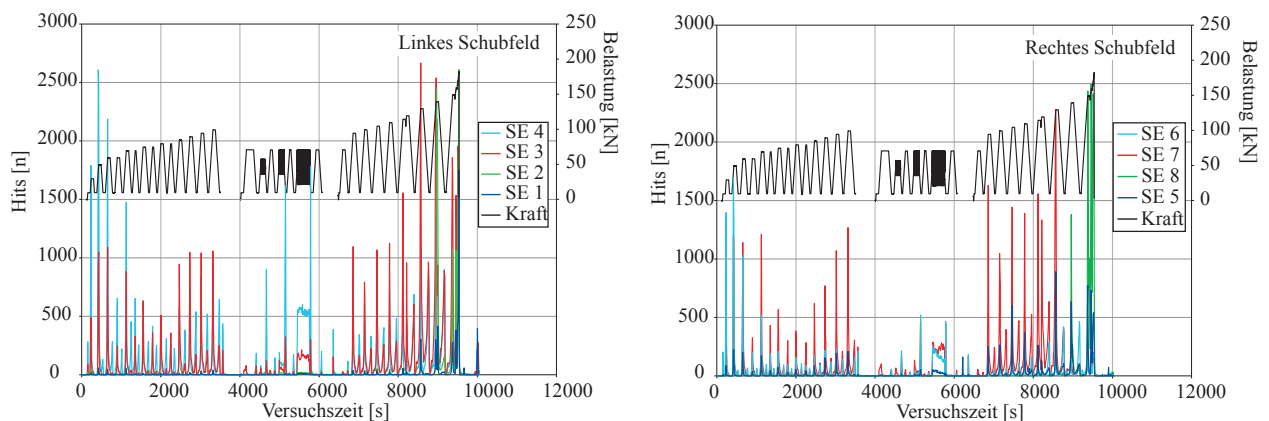 Linkes Schubfeld
Hits [n]
3000
2500
2000
1500
1000
500
0
250
200
150
100
50
0
Belastung [kN]
SE 4
SE 3
SE 2
SE 1
Kraft
0 2000 4000 6000 8000 10000 12000
Versuchszeit [s]
Rechtes Schubfeld
Hits [n]
3000
2500
2000
1500
1000
500
0
250
200
150
100
50
0
Belastung [kN]
SE 6
SE 7
SE 8
SE 5
Kraft
0 2000 4000 6000 8000 10000 12000
Versuchszeit [s]